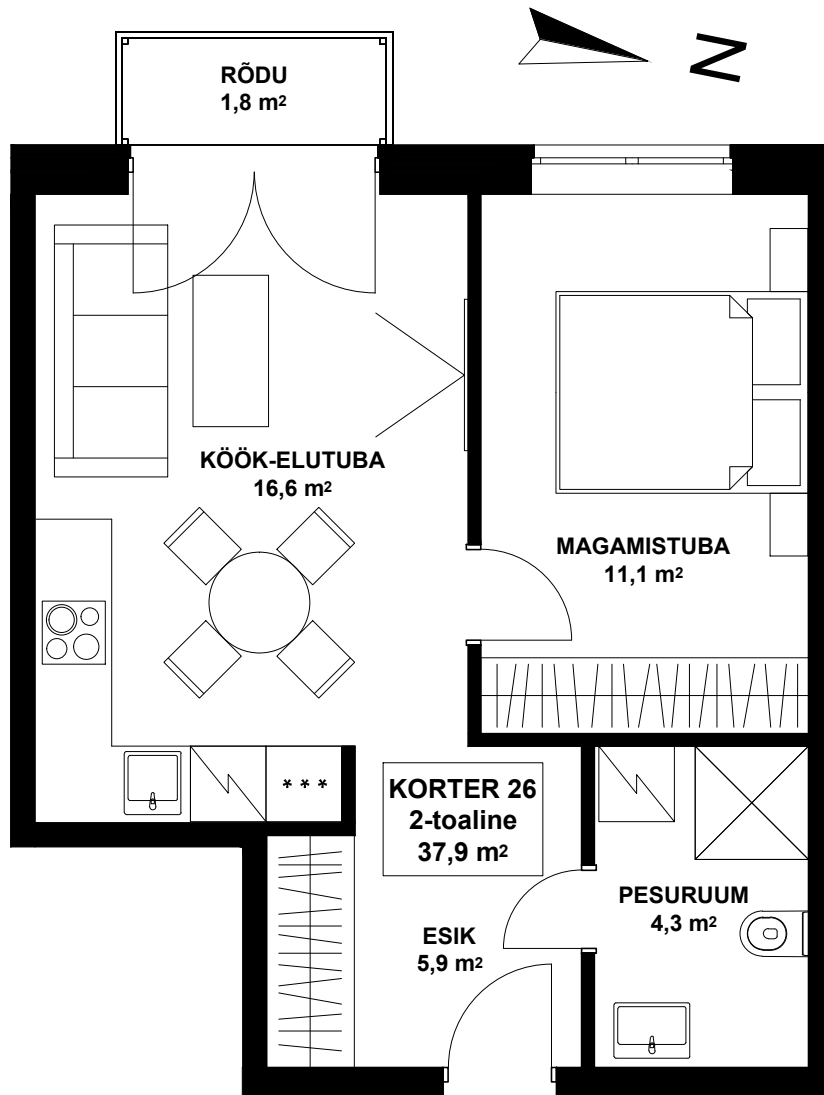 N
RÕDU
1,8 m²
KÖÖK-ELUTUBA
16,6 m²
MAGAMISTUBA
11,1 m²
***
KORTER 26
2-toaline
37,9 m²
PESURUUM
4,3 m²
ESIK
5,9 m²